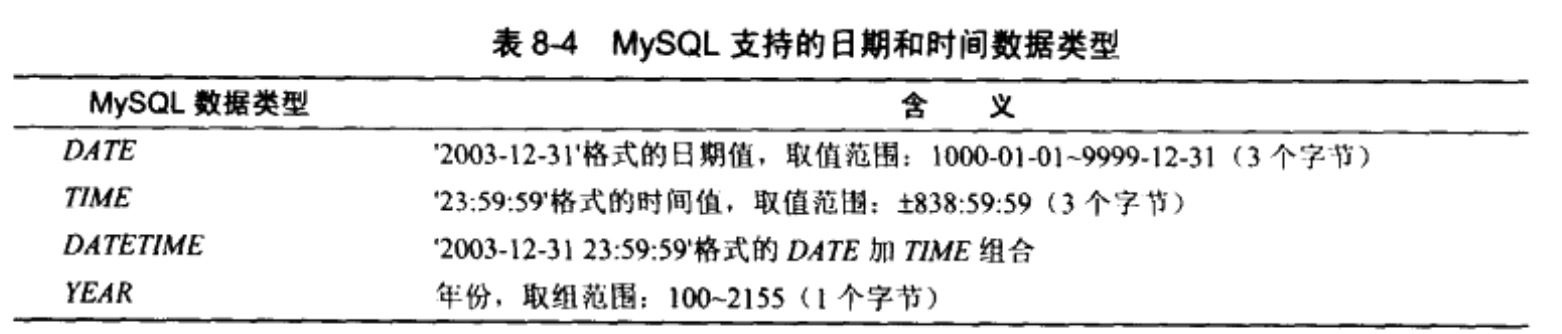 表 8-4 MySQL 支持的日期和时间数据类型
MySQL 数据类型 含 义
DATE '2003-12-31'格式的日期值，取值范围：1000-01-01~9999-12-31（3 个字节）
TIME '23:59:59'格式的时间值，取值范围：±838:59:59（3 个字节）
DATETIME '2003-12-31 23:59:59'格式的 DATE 加 TIME 组合
YEAR 年份，取组范围：100~2155（1 个字节）